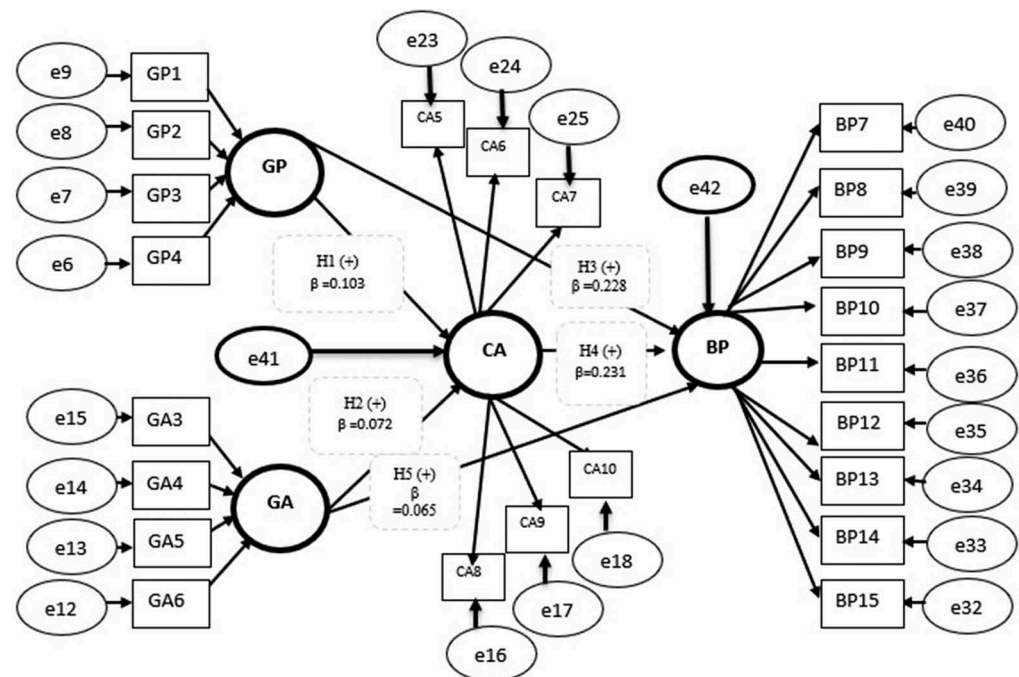 e9
GP1
e8
GP2
e7
GP3
e6
GP4
GP
e23
e24
e25
CA5
CA6
CA7
H1 (+)
β =0.103
H3 (+)
β =0.228
e42
e41
CA
H4 (+)
β=0.231
BP
H2 (+)
β =0.072
H5 (+)
β
=0.065
e15
GA3
e14
GA4
e13
GA5
e12
GA6
GA
CA10
CA9
CA8
e18
e17
e16
BP7
e40
BP8
e39
BP9
e38
BP10
e37
BP11
e36
BP12
e35
BP13
e34
BP14
e33
BP15
e32